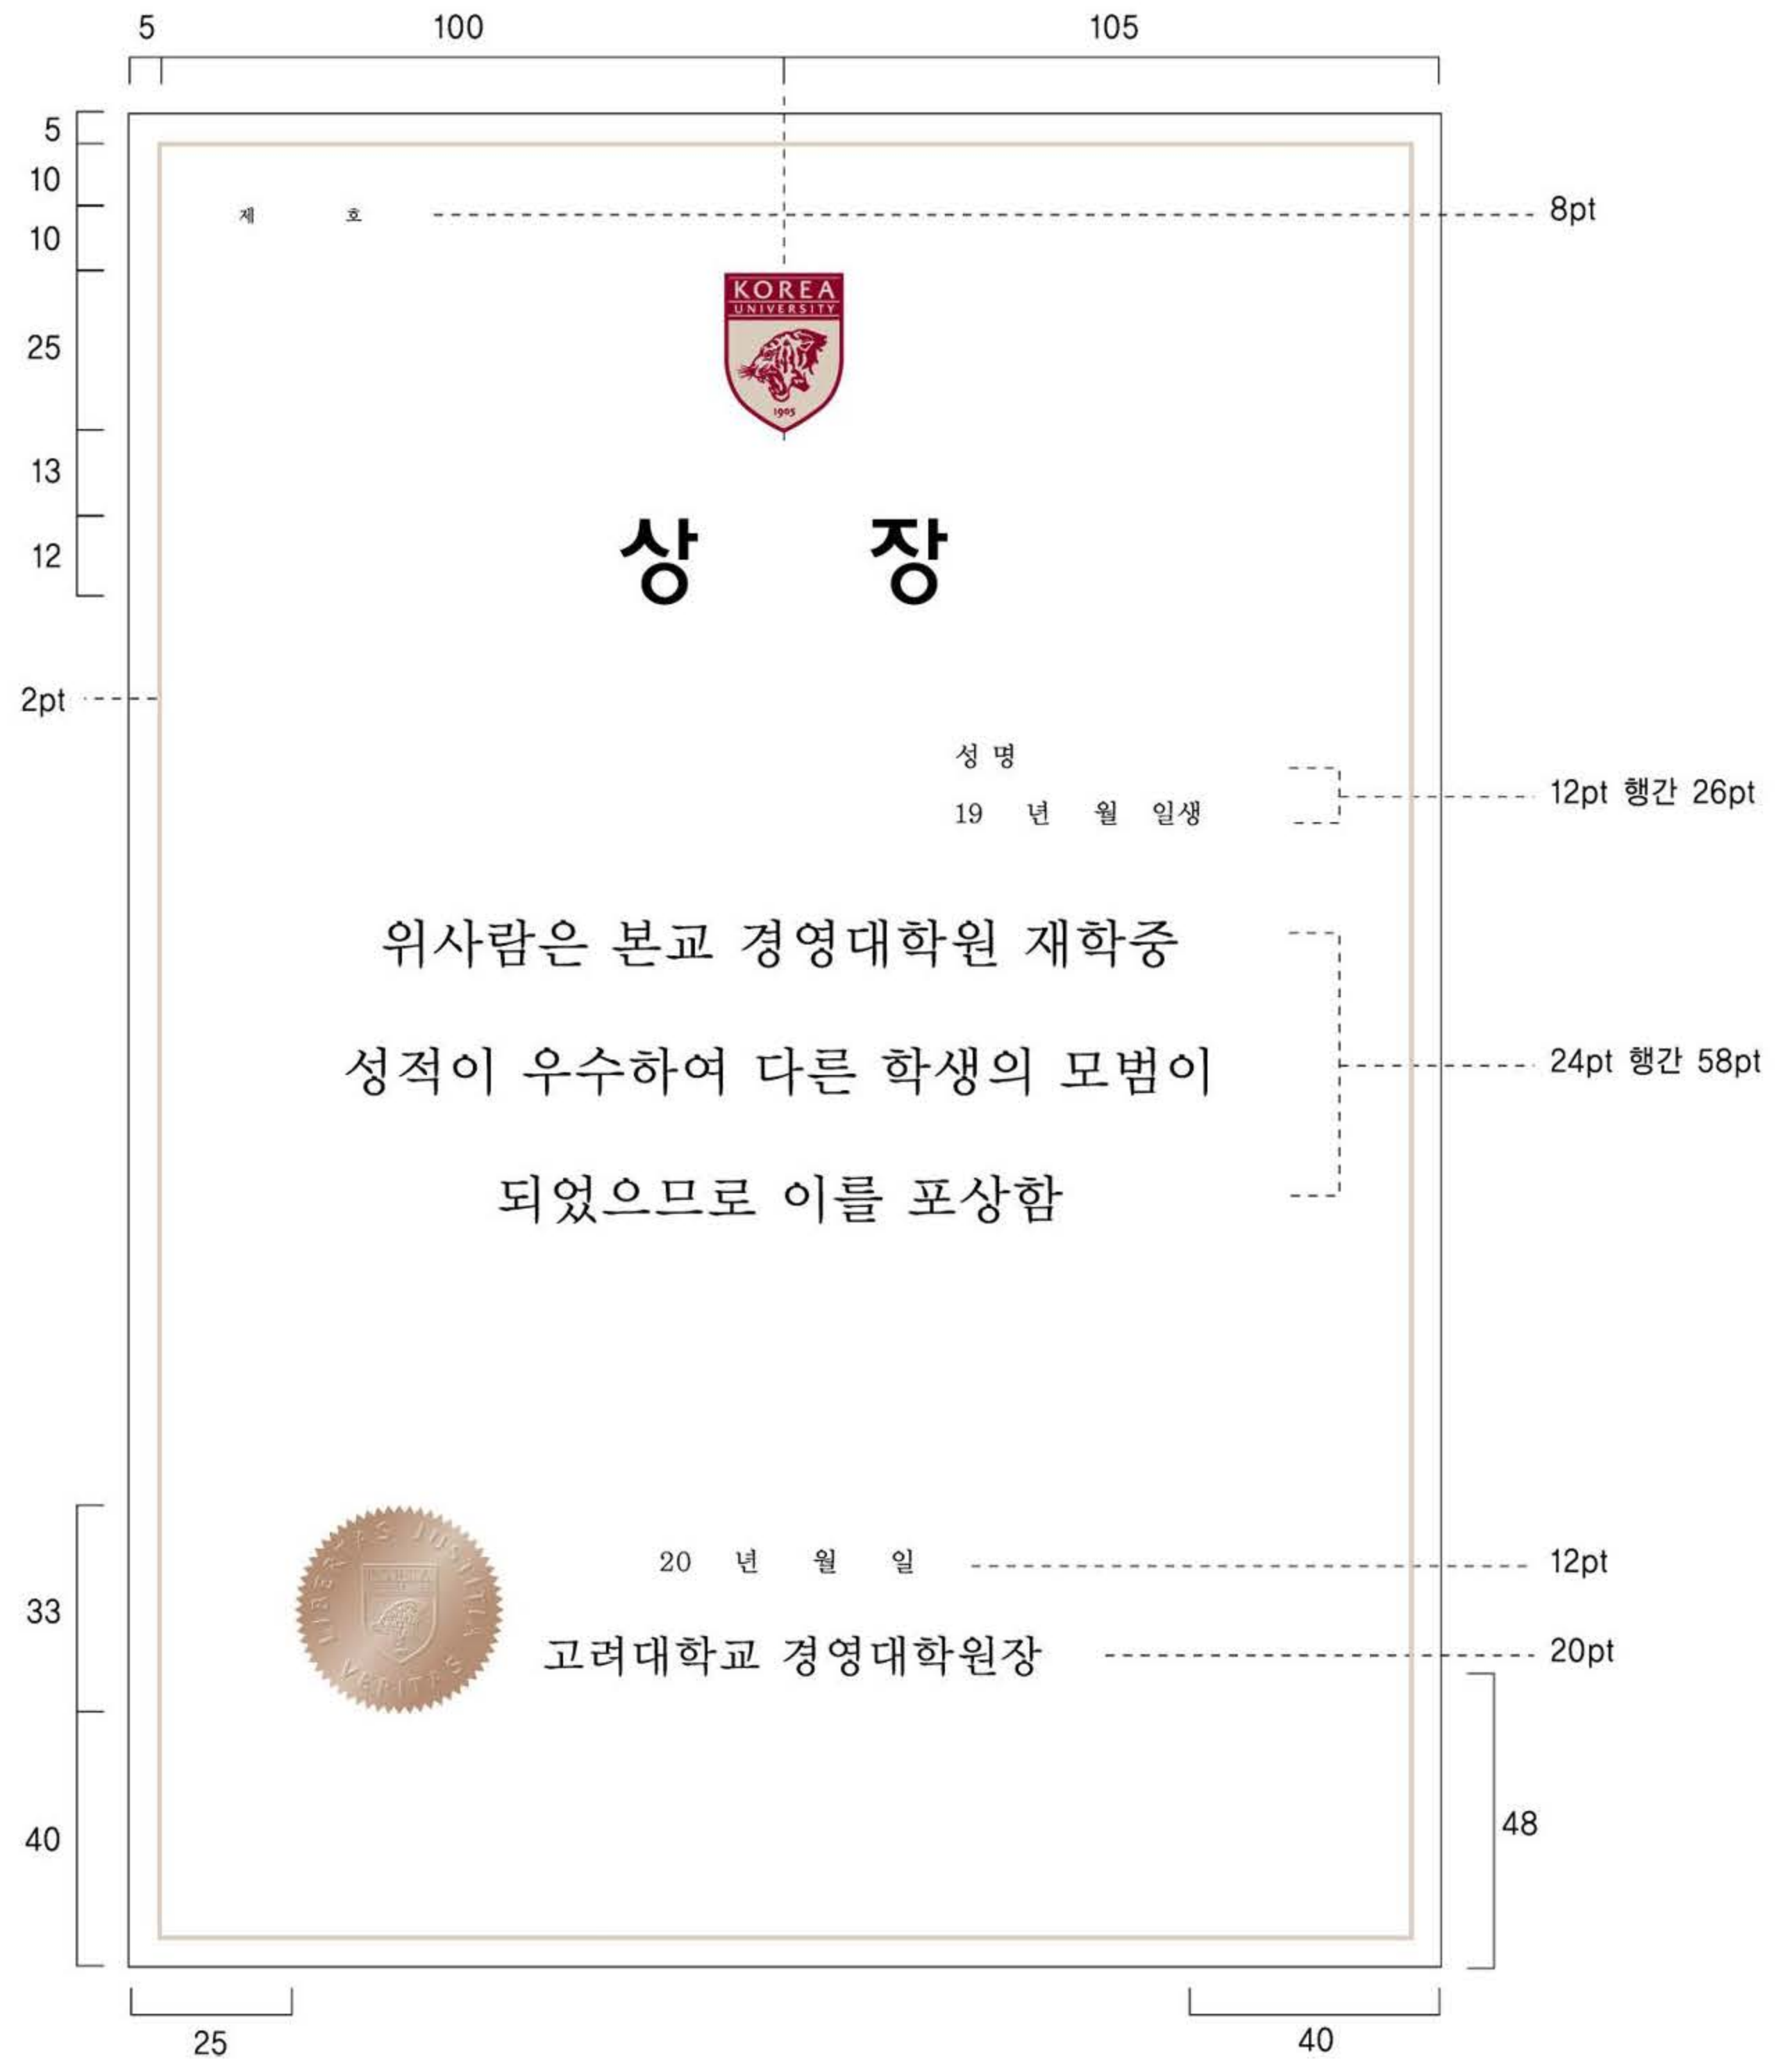 5 100 105
5
10
제 호 8pt
10
KOREA
UNIVERSITY
25
1905
13
상 장
12
2pt
성 명
12pt 행간 26pt
19 년 월 일생
위사람은 본교 경영대학원 재학중
성적이 우수하여 다른 학생의 모범이
24pt 행간 58pt
되었으므로 이를 포상함
LIBERTAS JUSTITIA
VERITAS
20 년 월 일 12pt
33
고려대학교 경영대학원장 20pt
48
40
25 40